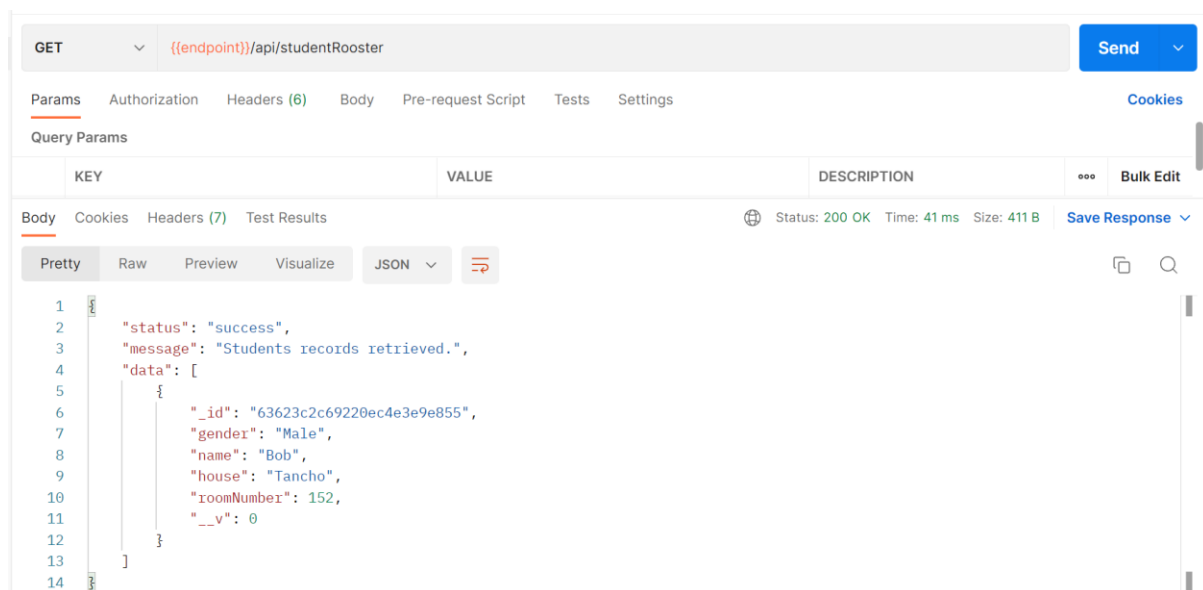 GET {{endpoint}}/api/studentRooster Send
Params Authorization Headers (6) Body Pre-request Script Tests Settings Cookies
Query Params
KEY VALUE DESCRIPTION ooo Bulk Edit
Body Cookies Headers (7) Test Results Status: 200 OK Time: 41 ms Size: 411 B Save Response
Pretty Raw Preview Visualize JSON
1 {
2 "status": "success",
3 "message": "Students records retrieved.",
4 "data": [
5 {
6 "_id": "63623c2c69220ec4e3e9e855",
7 "gender": "Male",
8 "name": "Bob",
9 "house": "Tancho",
10 "roomNumber": 152,
11 "__v": 0
12 }
13 ]
14 }